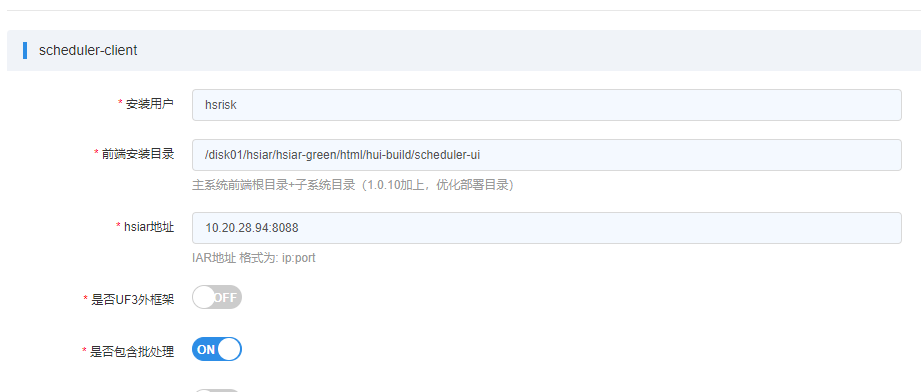 scheduler-client
* 安装用户
hsrisk
* 前端安装目录
/disk01/hsiar/hsiar-green/html/hui-build/scheduler-ui
主系统前端根目录+子系统目录（1.0.10加上，优化部署目录）
* hsiar地址
10.20.28.94:8088
IAR地址 格式为: ip:port
* 是否UF3外框架
OFF
* 是否包含批处理
ON